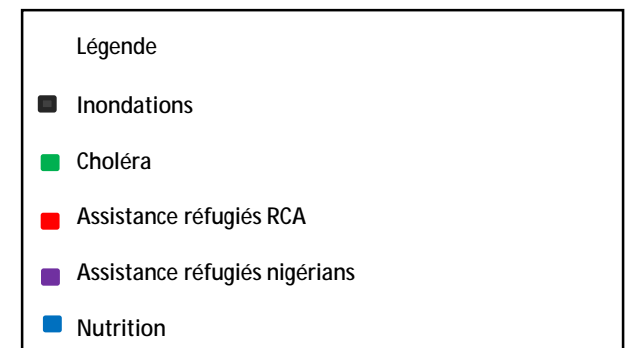 Légende
Inondations
Choléra
Assistance réfugiés RCA
Assistance réfugiés nigérians
Nutrition